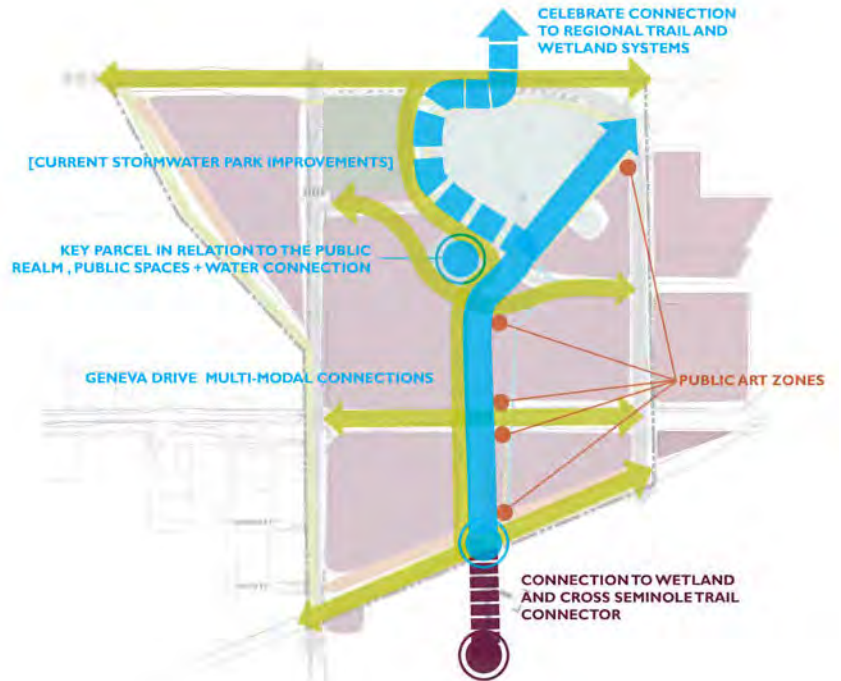 CELEBRATE CONNECTION
TO REGIONAL TRAIL AND
WETLAND SYSTEMS
[CURRENT STORMWATER PARK IMPROVEMENTS]
KEY PARCEL IN RELATION TO THE PUBLIC
REALM , PUBLIC SPACES + WATER CONNECTION
GENEVA DRIVE MULTI-MODAL CONNECTIONS
PUBLIC ART ZONES
CONNECTION TO WETLAND
AND CROSS SEMINOLE TRAIL
CONNECTOR